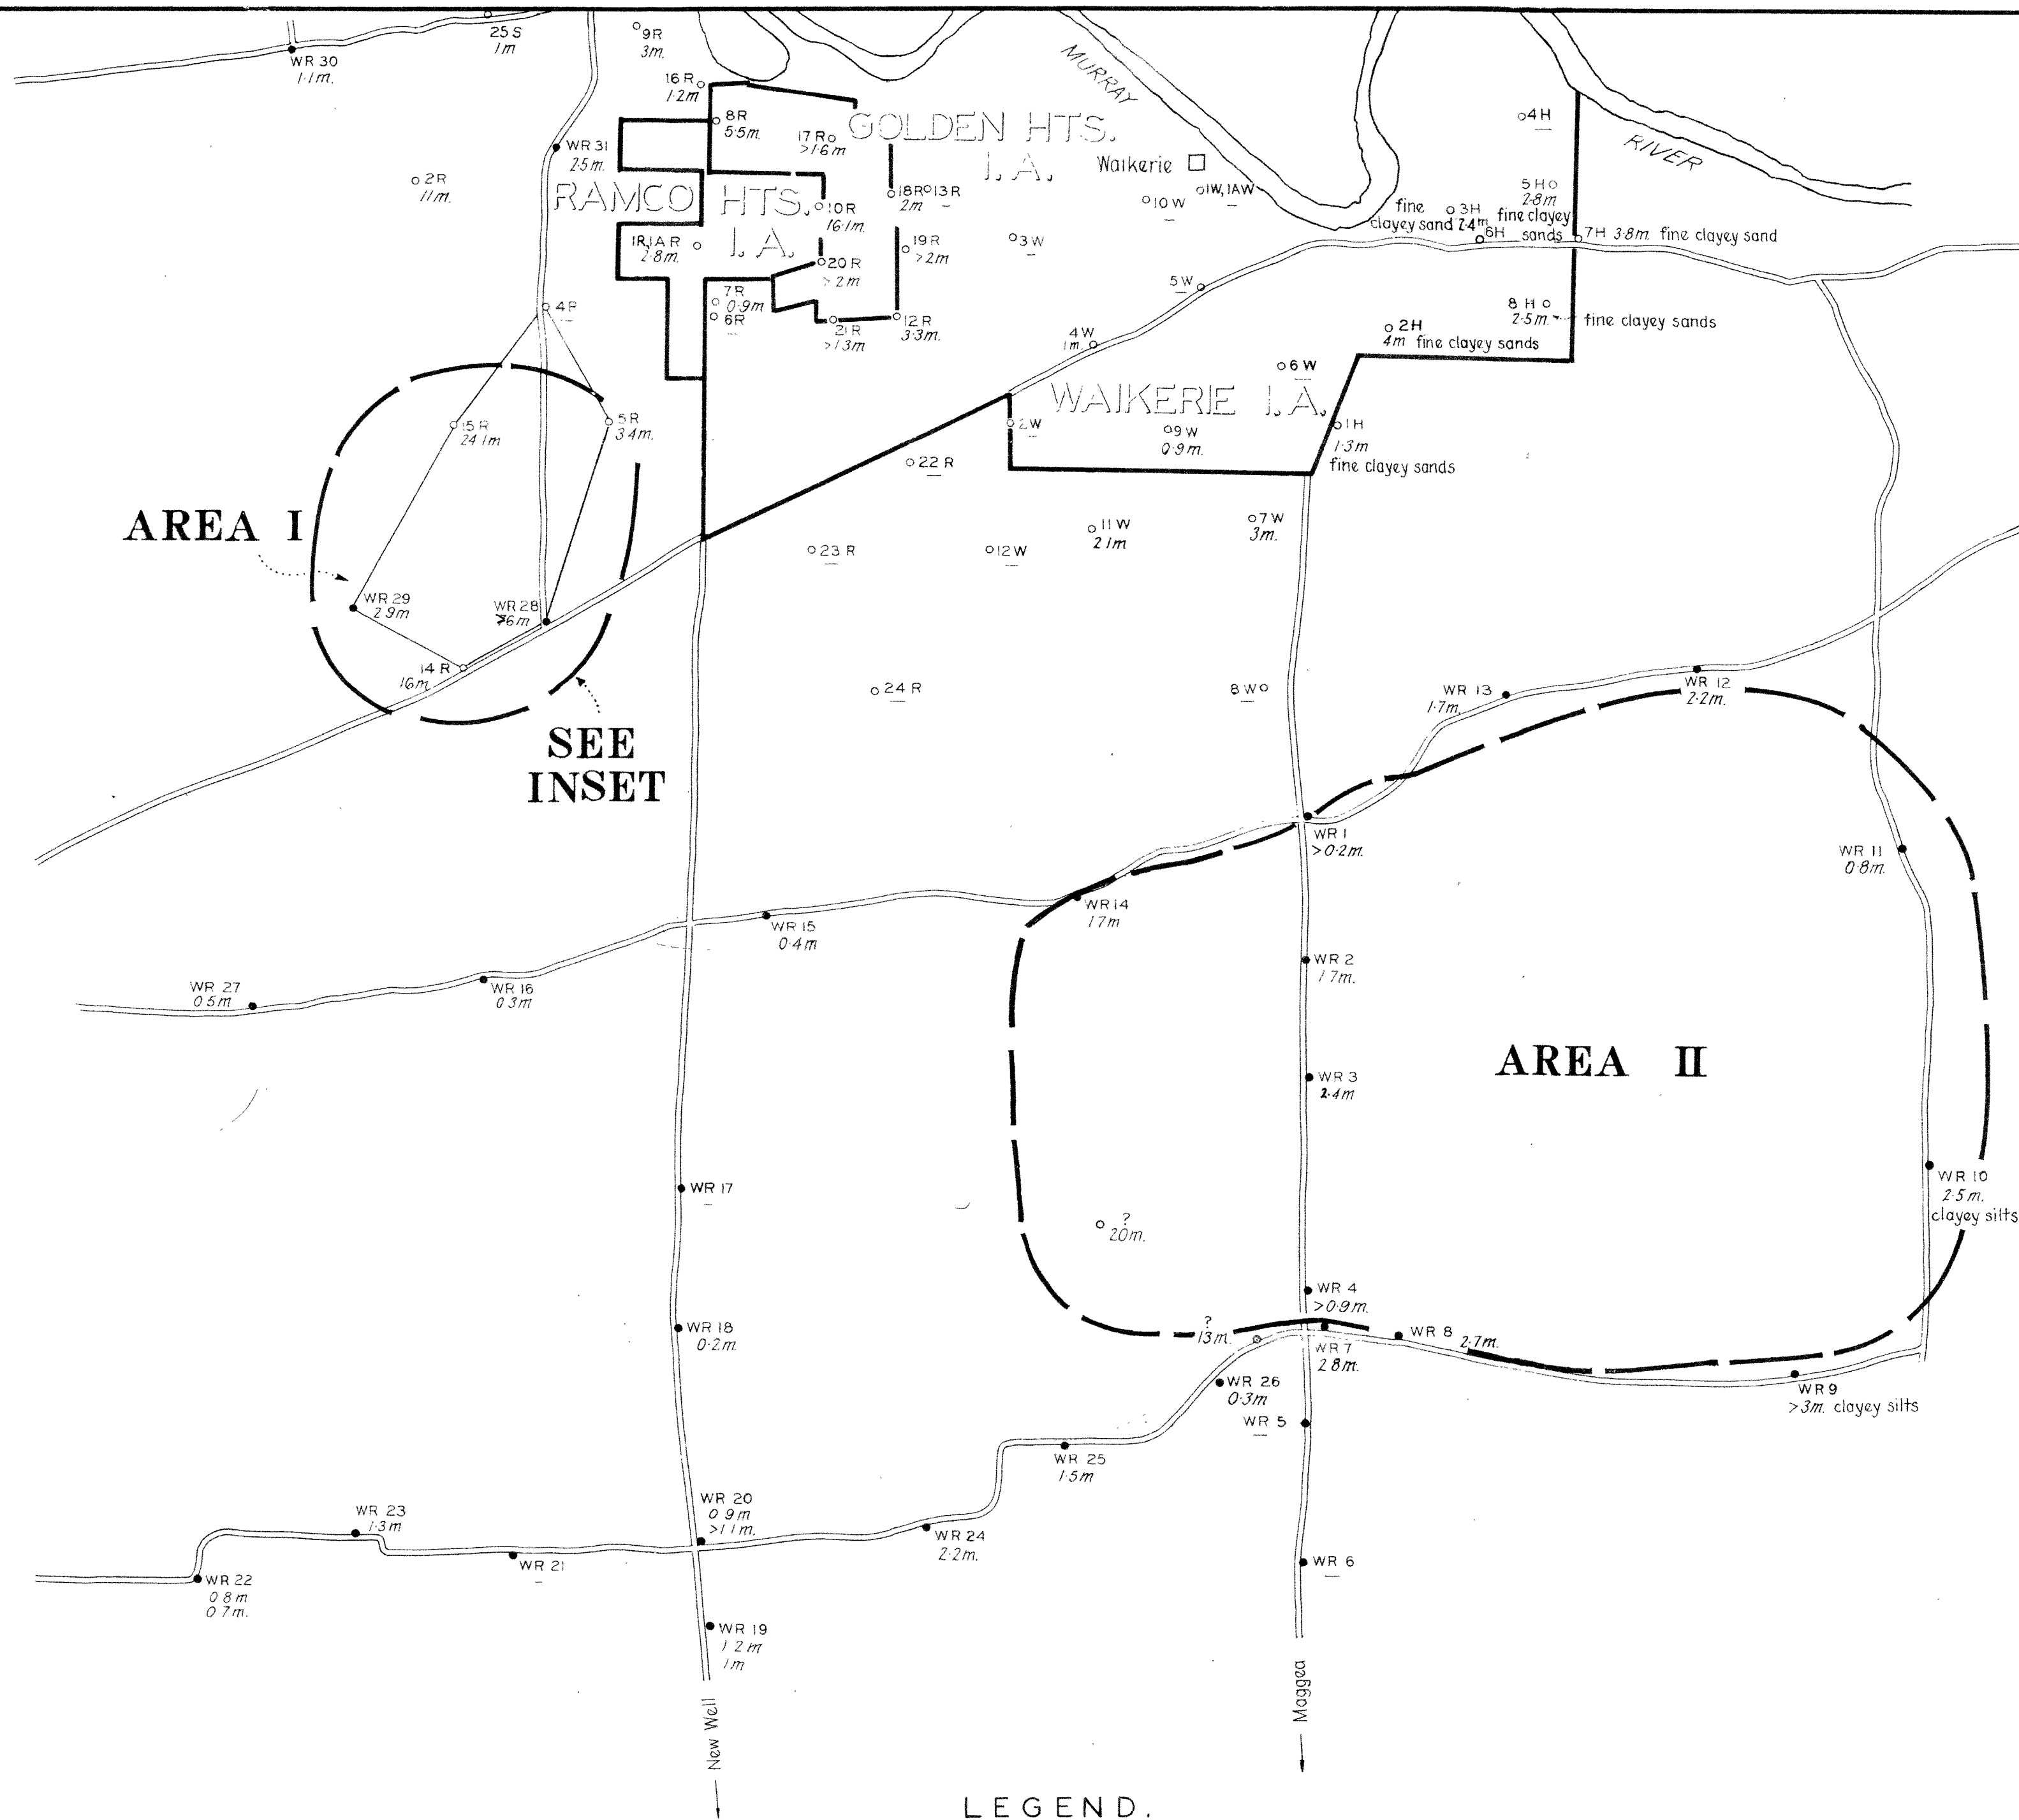 25 S
1m
WR 30
1·1m.
9R
3m.
16 R
1·2m
8R
5·5m.
17 R
>1·6m
GOLDEN HTS.
I. A.
MURRAY
RIVER
Waikerie
4H
WR 31
2·5m.
2R
11m.
RAMCO HTS.
I. A.
10R
16·1m.
18R
2m
13 R
1W, 1AW
10 W
3 W
5 H
2·8m
fine clayey
sands
3H
2·4m
fine
clayey sand
6H
7H 3·8m. fine clayey sand
1R, 1A R
2·8m.
19 R
>2m
20 R
>2m
5 W
7R
0·9m
6R
21R
>1·3m
12 R
3·3m.
4 W
1m.
8 H
2·5m.
fine clayey sands
2H
4m fine clayey sands
6 W
WAIKERIE I. A.
2W
9 W
0·9m.
1H
1·3m
fine clayey sands
15 R
24·1m
22 R
AREA I
11 W
21m
7 W
3m.
23 R
12 W
WR 29
2·9m
WR 28
14 R
16m.
24 R
8 W
SEE
INSET
WR 13
1·7m.
WR 12
2·2m.
WR 1
>0·2m.
WR 11
0·8m.
WR 14
1·7m
WR 15
0·4m
WR 2
1·7m.
WR 27
0·5m
WR 16
0·3m
AREA II
WR 3
2·4m
WR 10
2·5m.
clayey silts
WR 17
?
20m.
WR 4
>0·9m.
WR 18
0·2m
?
13m.
WR 7
2·8m.
WR 8
2·7m.
WR 26
0·3m
WR 9
>3m. clayey silts
WR 5
WR 25
1·5m
WR 20
0·9m
>1·1m.
WR 23
1·3m
WR 24
2·2m.
WR 21
WR 6
WR 22
0·8m
0·7m.
WR 19
1·2m
1m
New Well
Maggea
LEGEND.